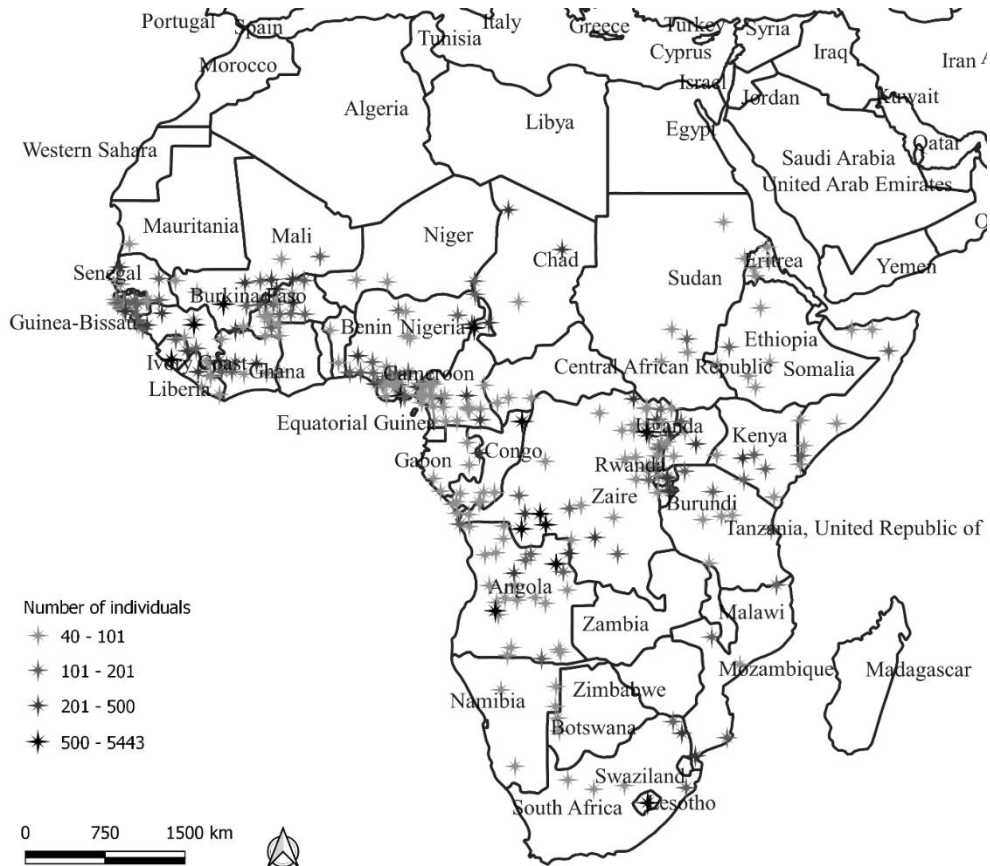 Portugal
Spain
Italy
Greece
Turkey
Syria
Tunisia
Cyprus
Iraq
Iran
Morocco
Israel
Jordan
Kuwait
Algeria
Libya
Egypt
Qatar
Western Sahara
Saudi Arabia
United Arab Emirates
Mauritania
Mali
Niger
Chad
Sudan
Eritrea
Yemen
O
Senegal
Burkina Faso
Guinea-Bissau
Benin
Nigeria
Ethiopia
Ivory Coast
Ghana
Cameroon
Central African Republic
Somalia
Liberia
Equatorial Guinea
Uganda
Kenya
Gabon
Congo
Rwanda
Zaire
Burundi
Tanzania, United Republic of
Angola
Zambia
Malawi
Mozambique
Madagascar
Namibia
Zimbabwe
Botswana
Swaziland
South Africa
Lesotho
Number of individuals
40 - 101
101 - 201
201 - 500
500 - 5443
0 750 1500 km